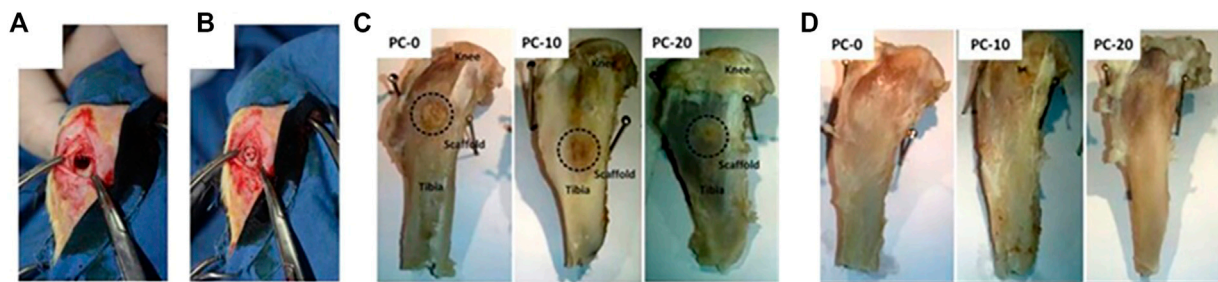 A
B
C
D
PC-0
PC-10
PC-20
PC-0
PC-10
PC-20
Knee
Knee
Knee
Scaffold
Scaffold
Scaffold
Tibia
Tibia
Tibia